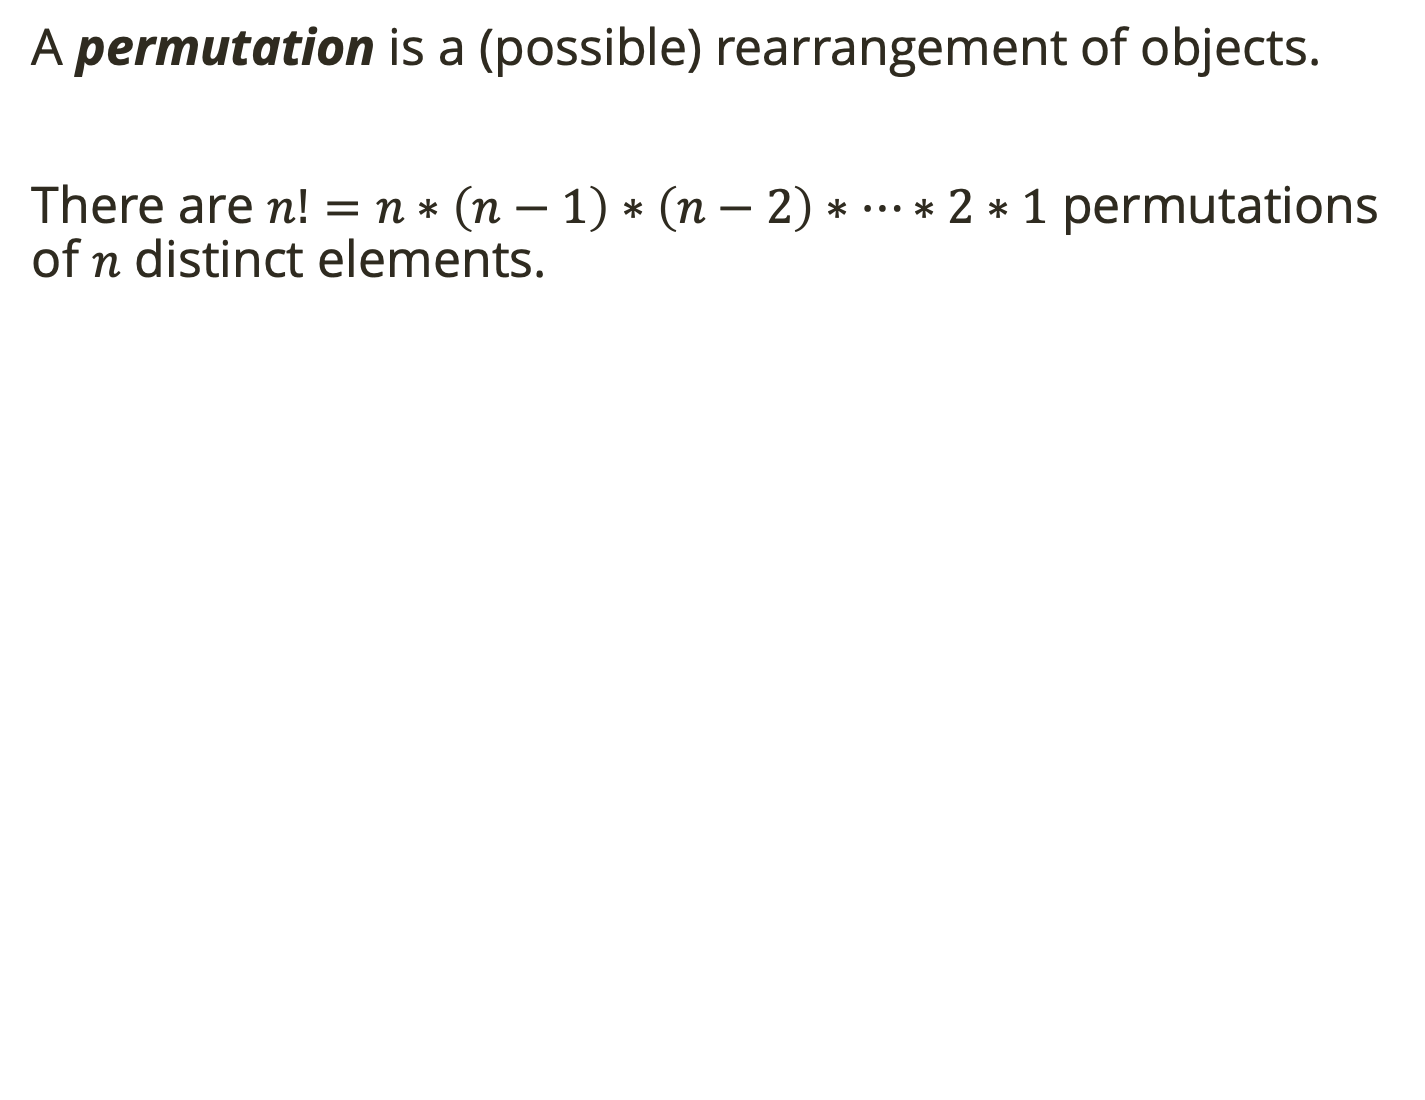 A permutation is a (possible) rearrangement of objects.
There are n! = n * (n − 1) * (n − 2) * ⋯ * 2 * 1 permutations
of n distinct elements.